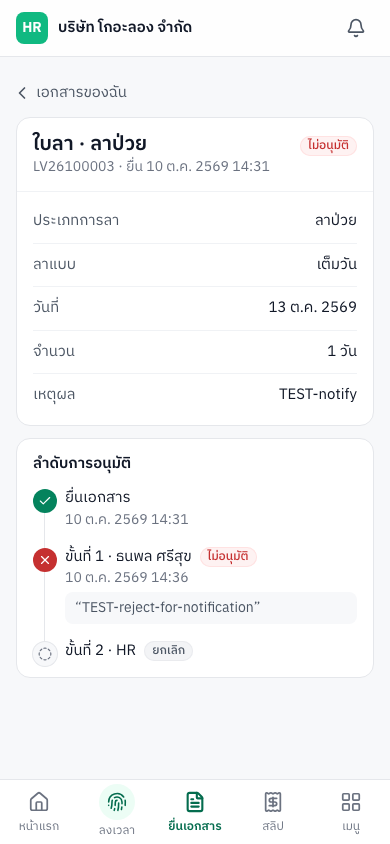 HR บริษัท โกอะลอง จำกัด
เอกสารของฉัน
ใบลา · ลาป่วย ไม่อนุมัติ
LV26100003 · ยื่น 10 ต.ค. 2569 14:31
ประเภทการลา ลาป่วย
ลาแบบ เต็มวัน
วันที่ 13 ต.ค. 2569
จำนวน 1 วัน
เหตุผล TEST-notify
ลำดับการอนุมัติ
ยื่นเอกสาร
10 ต.ค. 2569 14:31
ขั้นที่ 1 · ธนพล ศรีสุข ไม่อนุมัติ
10 ต.ค. 2569 14:36
“TEST-reject-for-notification”
ขั้นที่ 2 · HR ยกเลิก
หน้าแรก ลงเวลา ยื่นเอกสาร สลิป เมนู